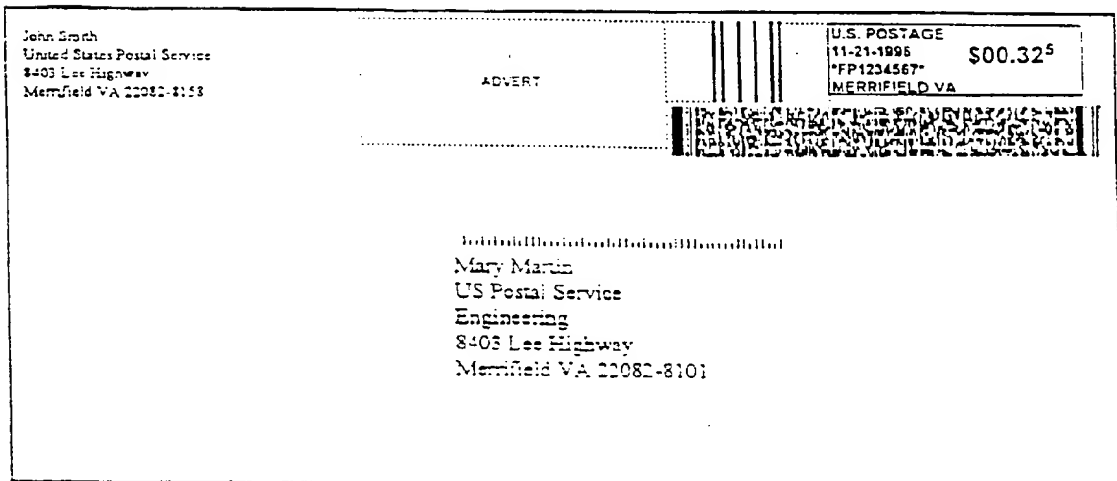 John Smith
United States Postal Service
8403 Lee Highway
Merrifield VA 22082-8158
ADVERT
U.S. POSTAGE
11-21-1996
$00.32⁵
*FP1234567*
MERRIFIELD VA
Mary Martin
US Postal Service
Engineering
8403 Lee Highway
Merrifield VA 22082-8101